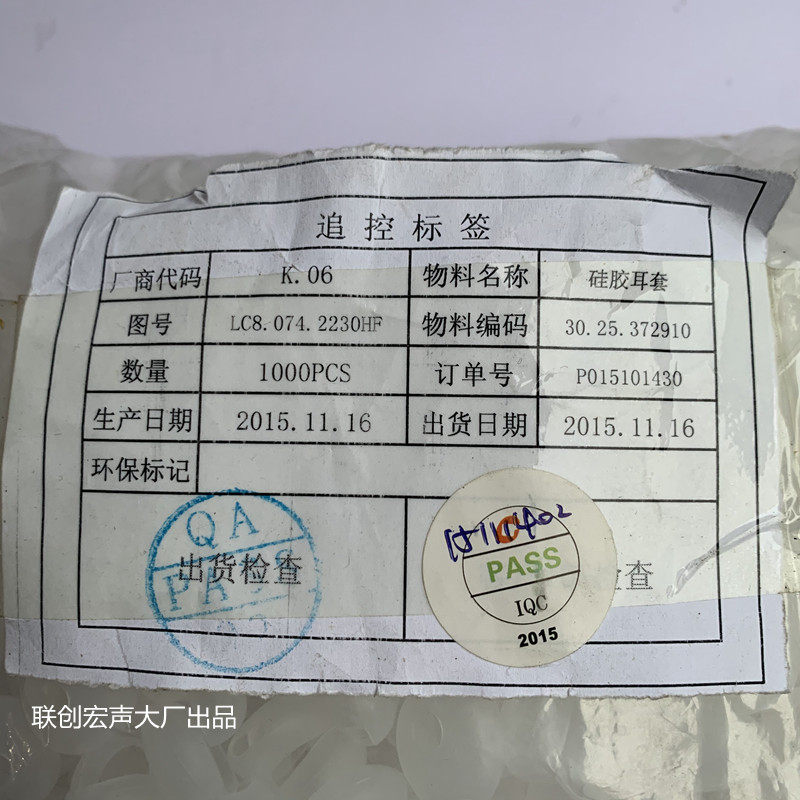 追控标签
厂商代码 K.06 物料名称 硅胶耳套
图号 LC8.074.2230HF 物料编码 30.25.372910
数量 1000PCS 订单号 P015101430
生产日期 2015.11.16 出货日期 2015.11.16
环保标记
QA
出货检查
PASS
PASS
检查
IQC
2015
联创宏声大厂出品